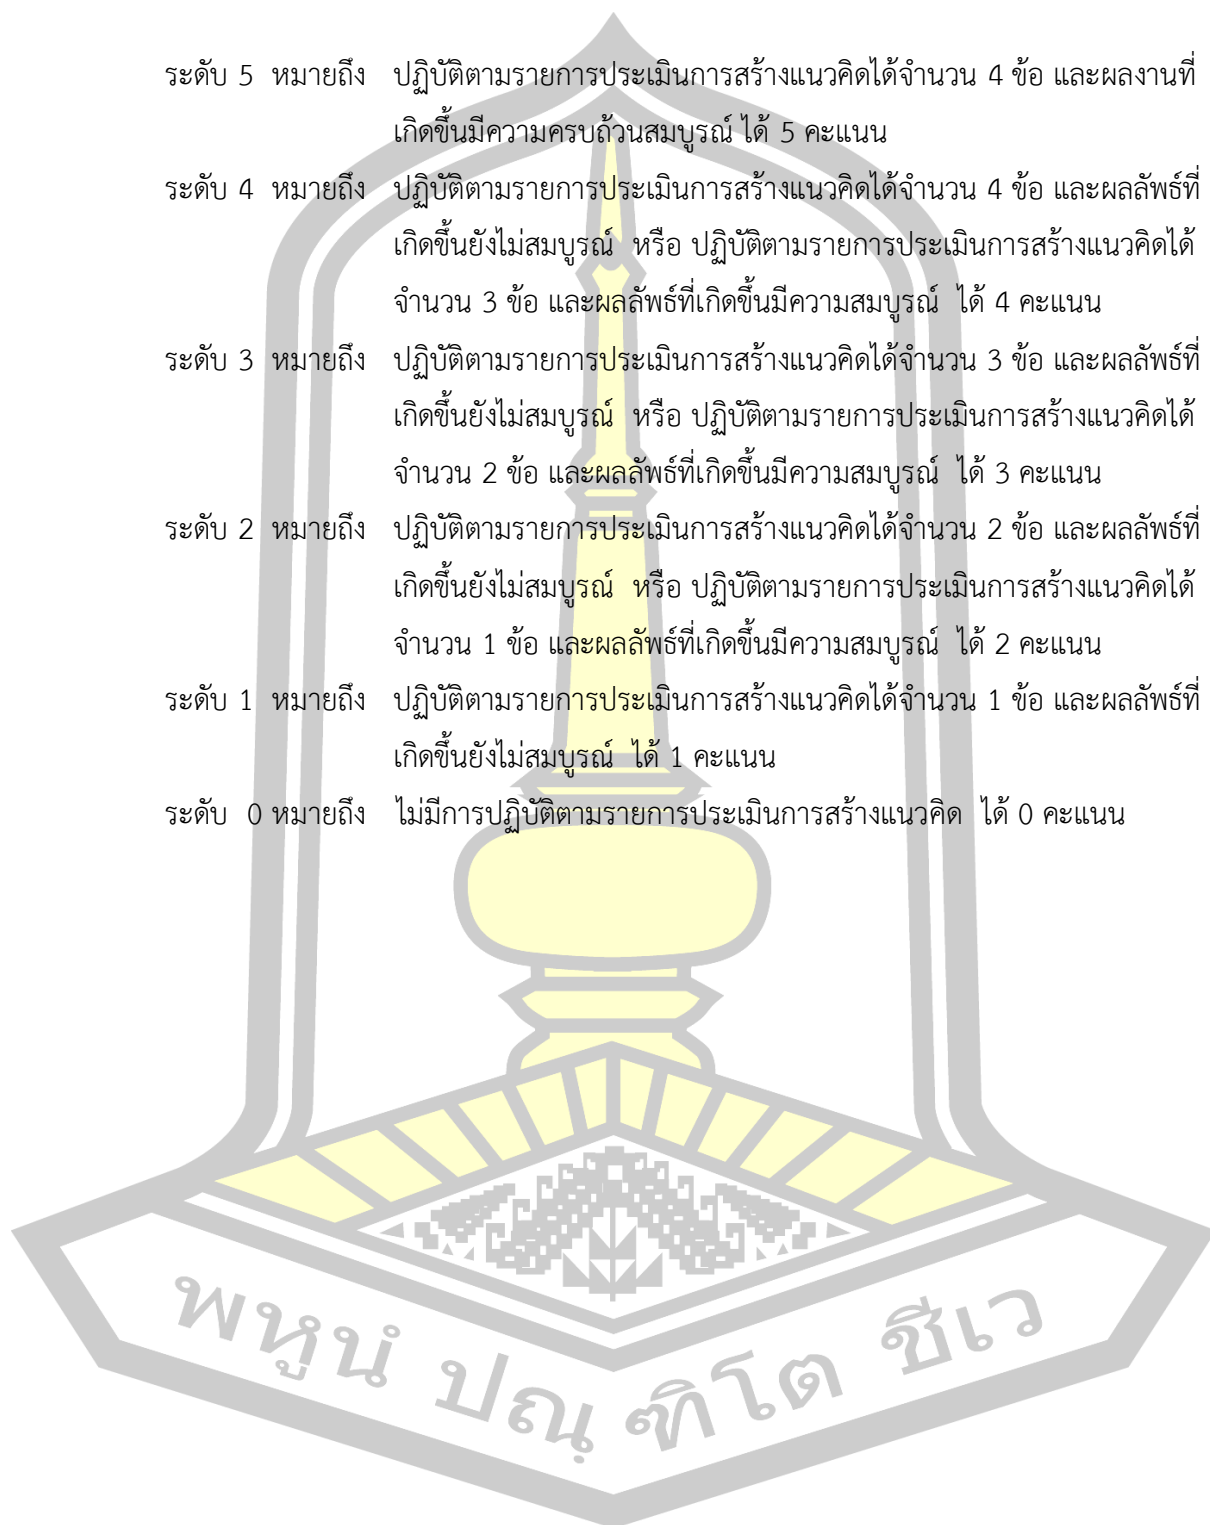 ระดับ 5 หมายถึง ปฏิบัติตามรายการประเมินการสร้างแนวคิดได้จำนวน 4 ข้อ และผลงานที่
เกิดขึ้นมีความครบถ้วนสมบูรณ์ ได้ 5 คะแนน
ระดับ 4 หมายถึง ปฏิบัติตามรายการประเมินการสร้างแนวคิดได้จำนวน 4 ข้อ และผลลัพธ์ที่
เกิดขึ้นยังไม่สมบูรณ์ หรือ ปฏิบัติตามรายการประเมินการสร้างแนวคิดได้
จำนวน 3 ข้อ และผลลัพธ์ที่เกิดขึ้นมีความสมบูรณ์ ได้ 4 คะแนน
ระดับ 3 หมายถึง ปฏิบัติตามรายการประเมินการสร้างแนวคิดได้จำนวน 3 ข้อ และผลลัพธ์ที่
เกิดขึ้นยังไม่สมบูรณ์ หรือ ปฏิบัติตามรายการประเมินการสร้างแนวคิดได้
จำนวน 2 ข้อ และผลลัพธ์ที่เกิดขึ้นมีความสมบูรณ์ ได้ 3 คะแนน
ระดับ 2 หมายถึง ปฏิบัติตามรายการประเมินการสร้างแนวคิดได้จำนวน 2 ข้อ และผลลัพธ์ที่
เกิดขึ้นยังไม่สมบูรณ์ หรือ ปฏิบัติตามรายการประเมินการสร้างแนวคิดได้
จำนวน 1 ข้อ และผลลัพธ์ที่เกิดขึ้นมีความสมบูรณ์ ได้ 2 คะแนน
ระดับ 1 หมายถึง ปฏิบัติตามรายการประเมินการสร้างแนวคิดได้จำนวน 1 ข้อ และผลลัพธ์ที่
เกิดขึ้นยังไม่สมบูรณ์ ได้ 1 คะแนน
ระดับ 0 หมายถึง ไม่มีการปฏิบัติตามรายการประเมินการสร้างแนวคิด ได้ 0 คะแนน
พหูนํ ปณฺ ฑิโต ชีเว